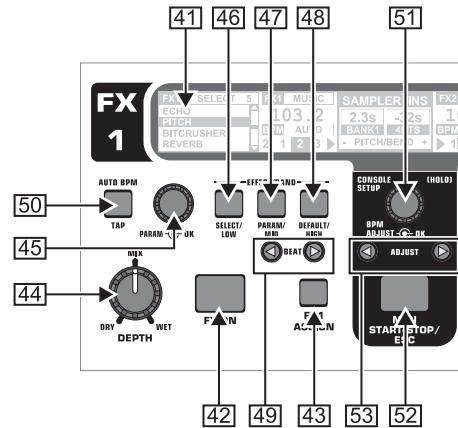 41 46 47 48 51
FX
1
FX1 SELECT 5
ECHO
PITCH
BITCRUSHER
REVERB
FX1 MUSIC
103.2
BPM AUTO
2 1 2 3
SAMPLER INS
2.3s -32s
BANK1 4BTS
- PITCH/BEND +
FX2
BPM
1
AUTO BPM
TAP
PARAM OK
EFFECT/BAND
SELECT/
LOW
PARAM/
MID
DEFAULT/
HIGH
CONSOLE
SETUP
(HOLD)
BPM
ADJUST OK
50
45
BEAT
ADJUST
MIX
44
DRY WET
DEPTH
FX ON
ASSIGN
START STOP/
ESC
42 49 43 53 52